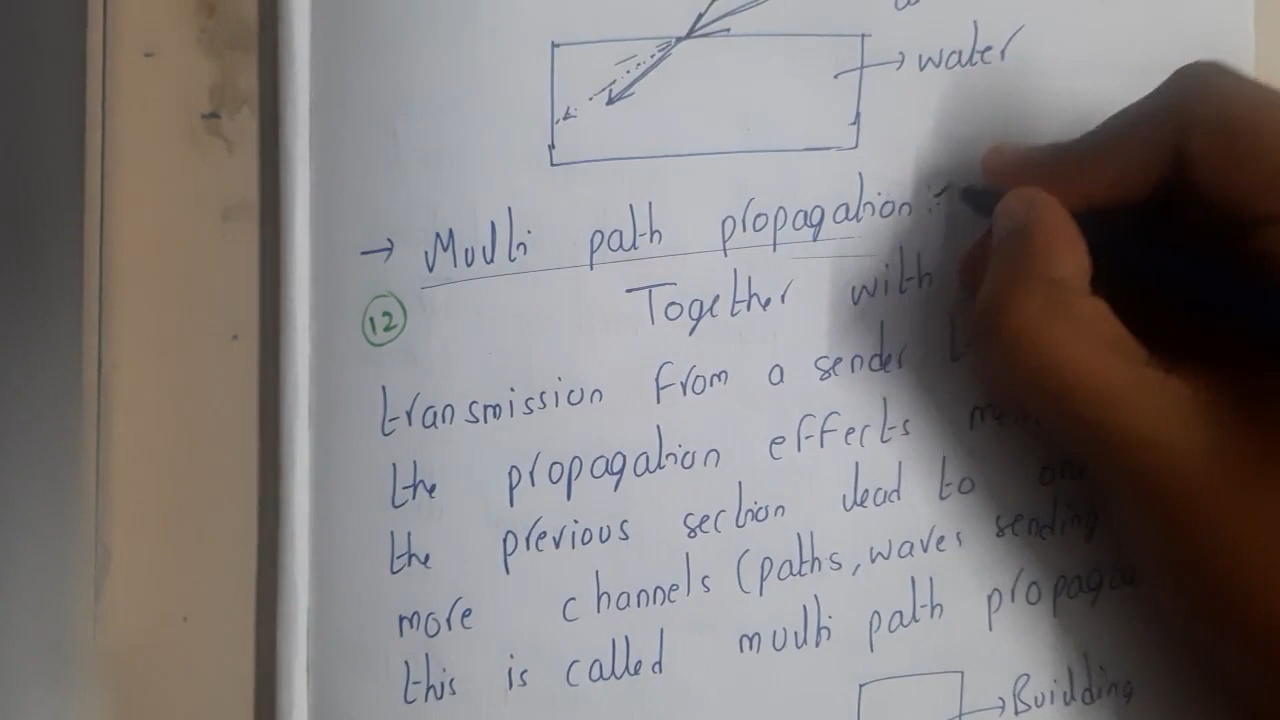 → water
→ Multi path propagation :-
12
Together with
transmission from a sender
the propagation effects
the previous section lead to
more channels (paths, waves sending
this is called multi path
→ Building